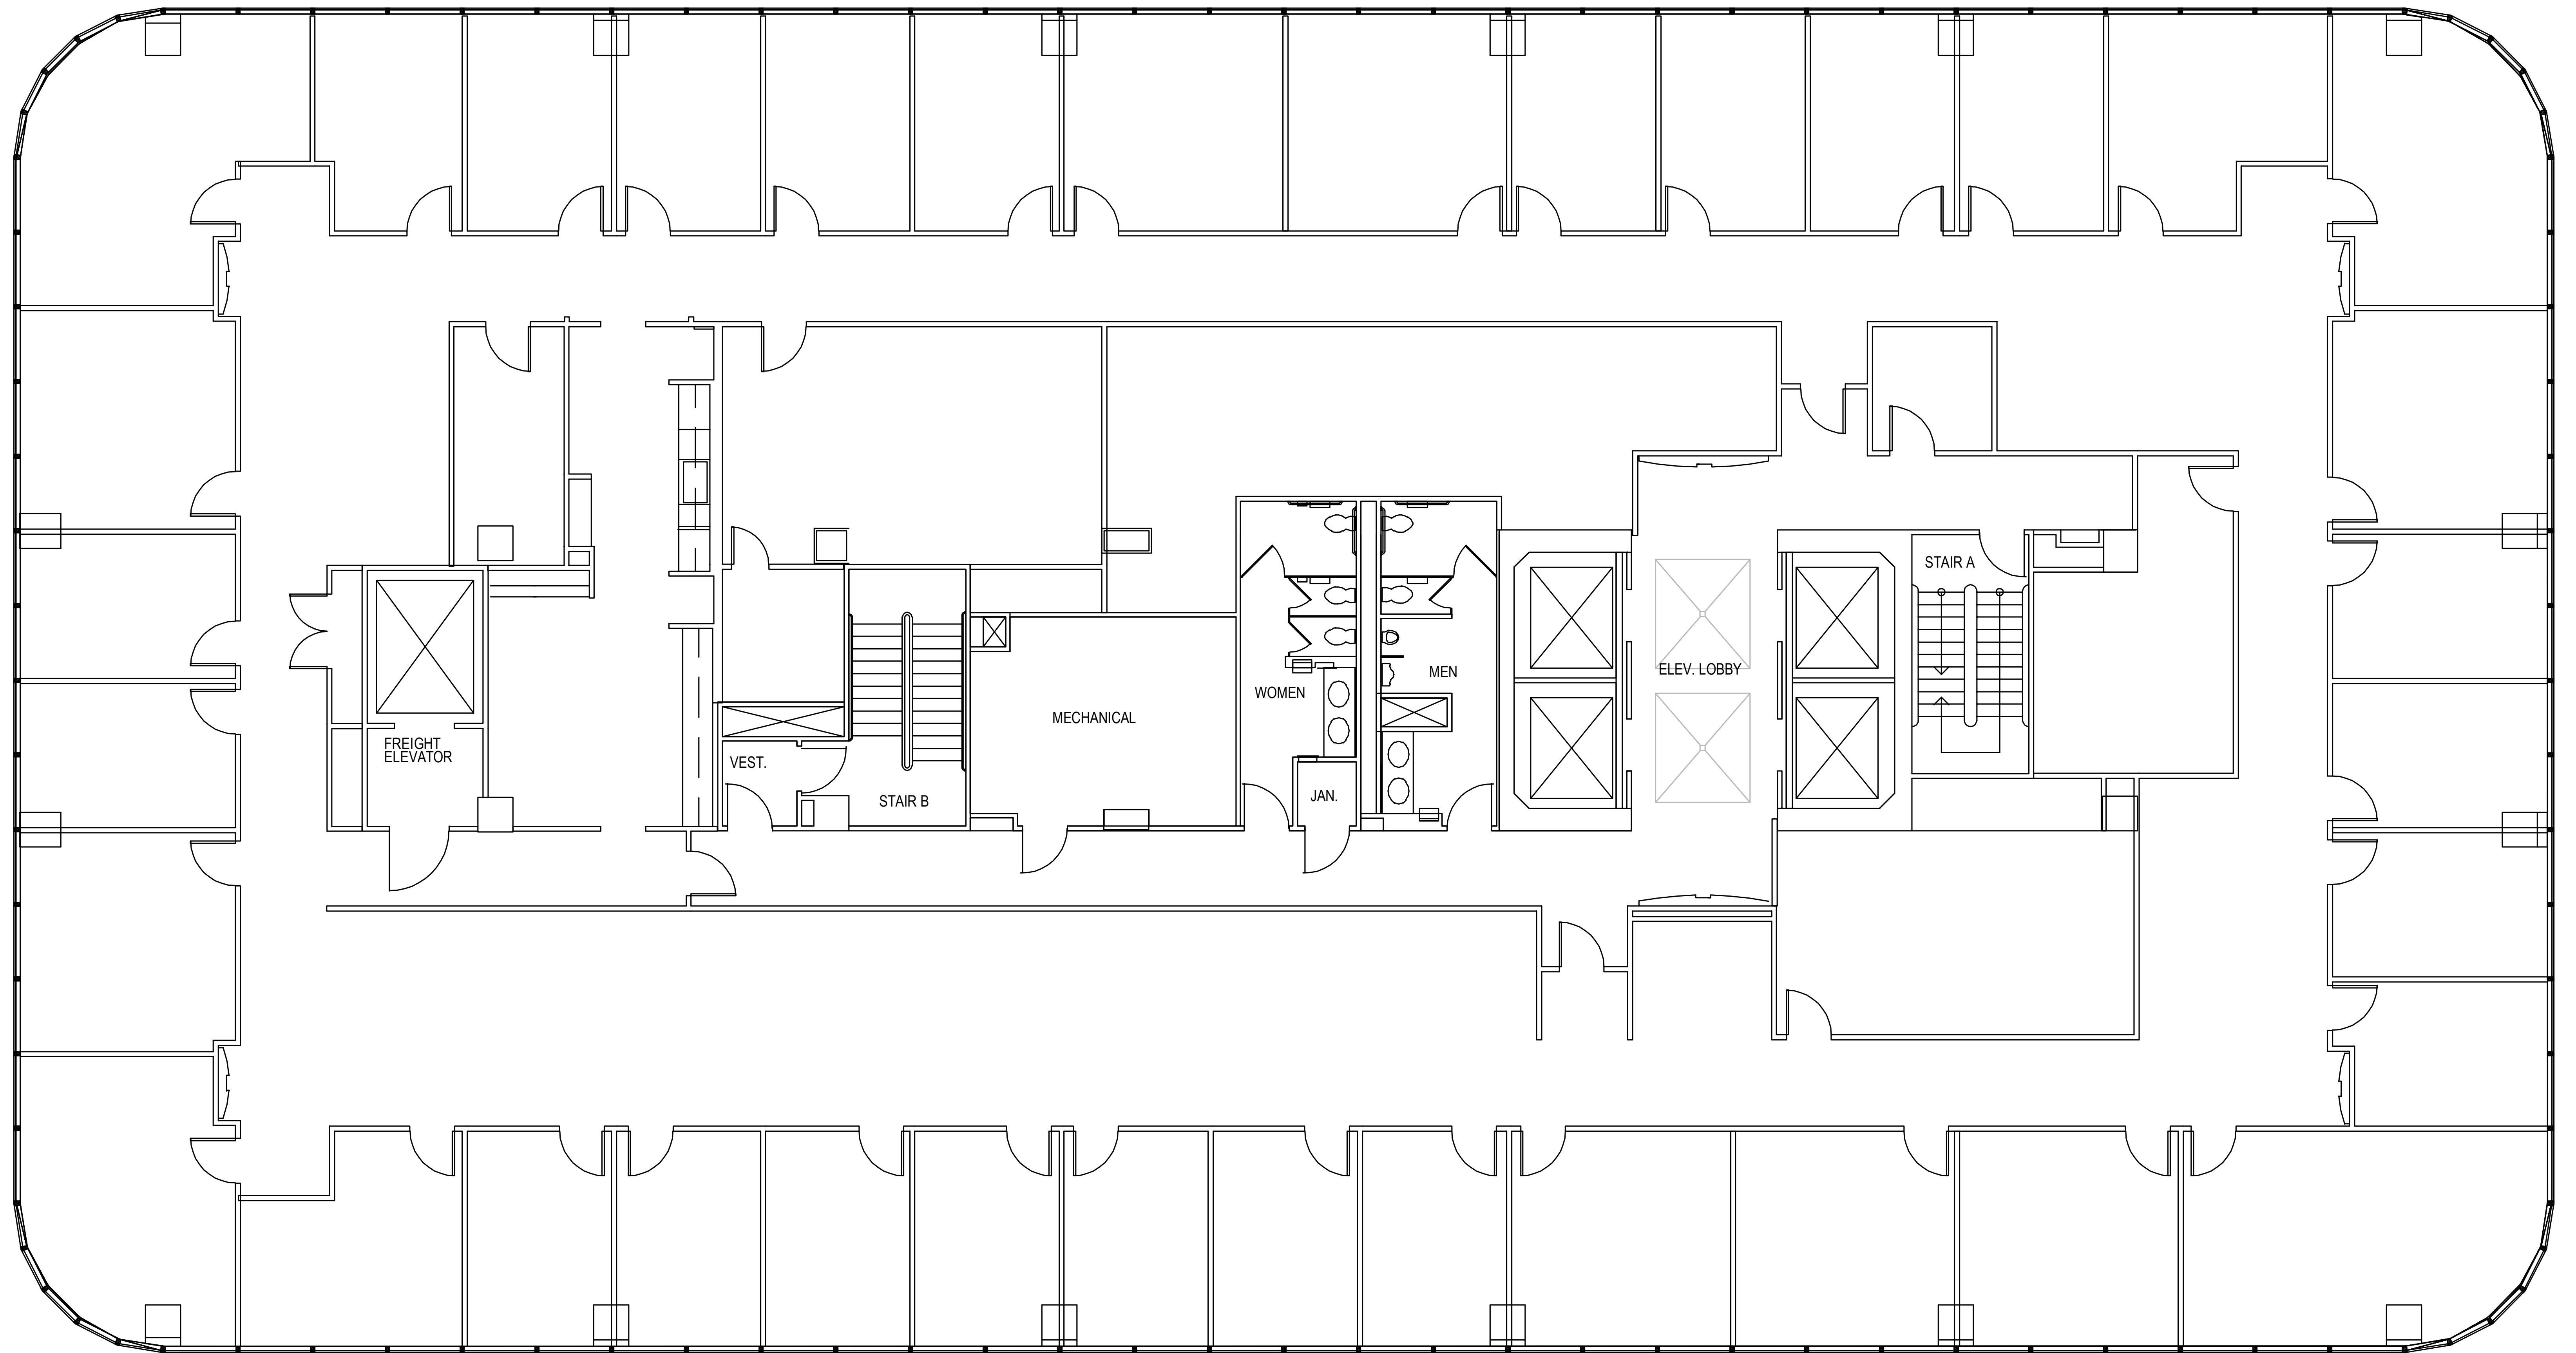 STAIR A
ELEV. LOBBY
MEN
WOMEN
MECHANICAL
FREIGHT
ELEVATOR
VEST.
JAN.
STAIR B